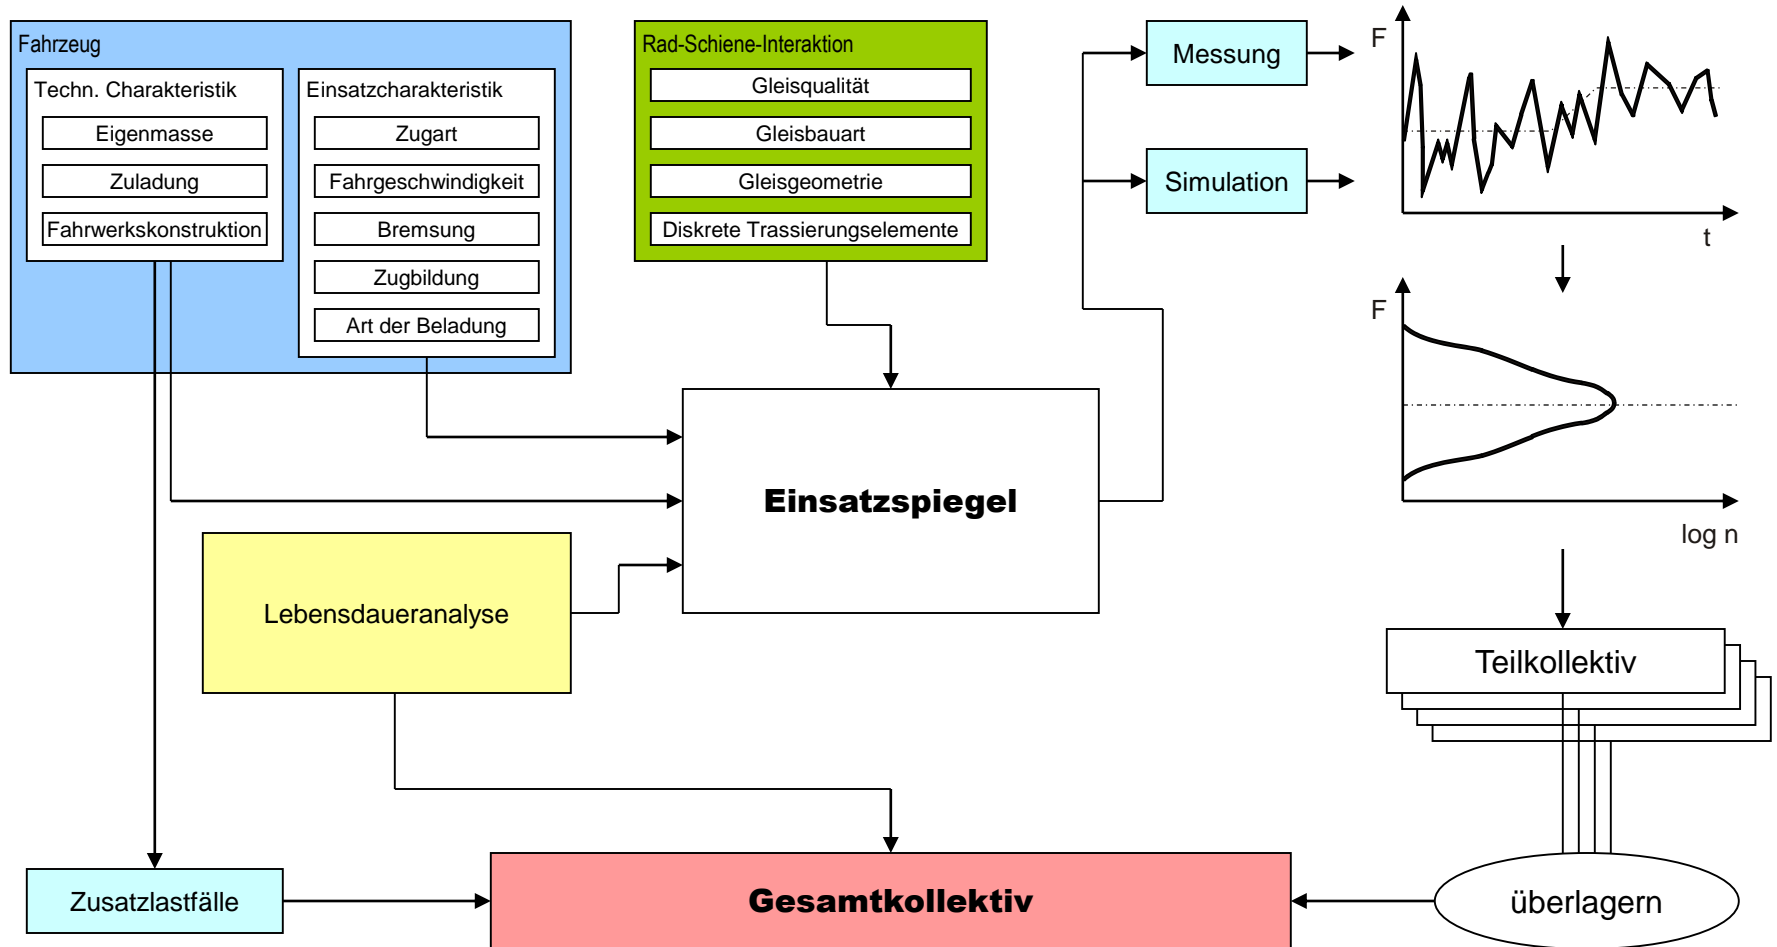 Fahrzeug
Techn. Charakteristik
Eigenmasse
Zuladung
Fahrwerkskonstruktion
Einsatzcharakteristik
Zugart
Fahrgeschwindigkeit
Bremsung
Zugbildung
Art der Beladung
Rad-Schiene-Interaktion
Gleisqualität
Gleisbauart
Gleisgeometrie
Diskrete Trassierungselemente
Messung
Simulation
F
t
F
log n
Einsatzspiegel
Lebensdaueranalyse
Teilkollektiv
Zusatzlastfälle
Gesamtkollektiv
überlagern